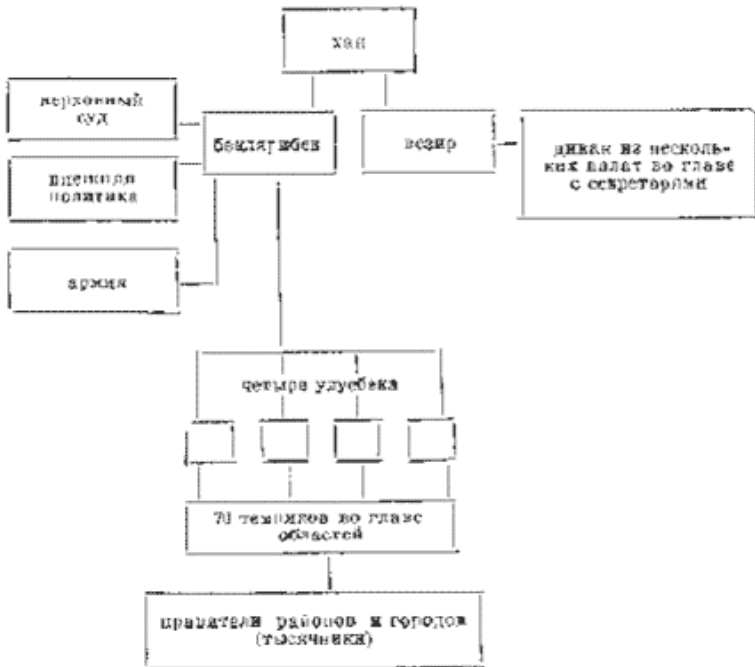 хан
верховный
суд
беклярибек
везир
диван из несколь-
ких палат во главе
с секретарями
внешняя
политика
армия
четыре улусбека
70 темников во главе
областей
правители районов и городов
(тысячники)